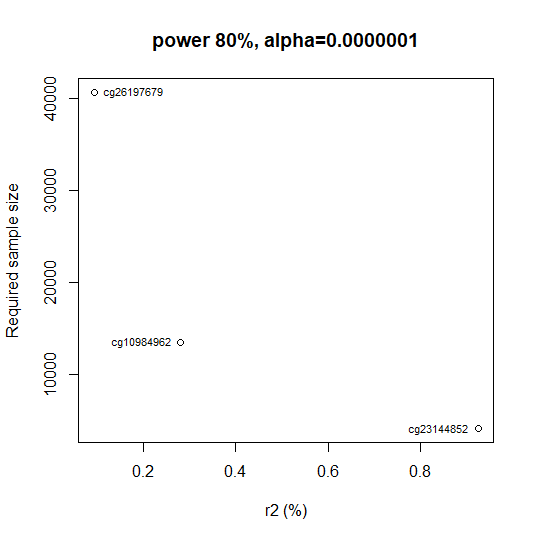 power 80%, alpha=0.0000001
Required sample size
40000
30000
20000
10000
cg26197679
cg10984962
cg23144852
0.2 0.4 0.6 0.8
r2 (%)